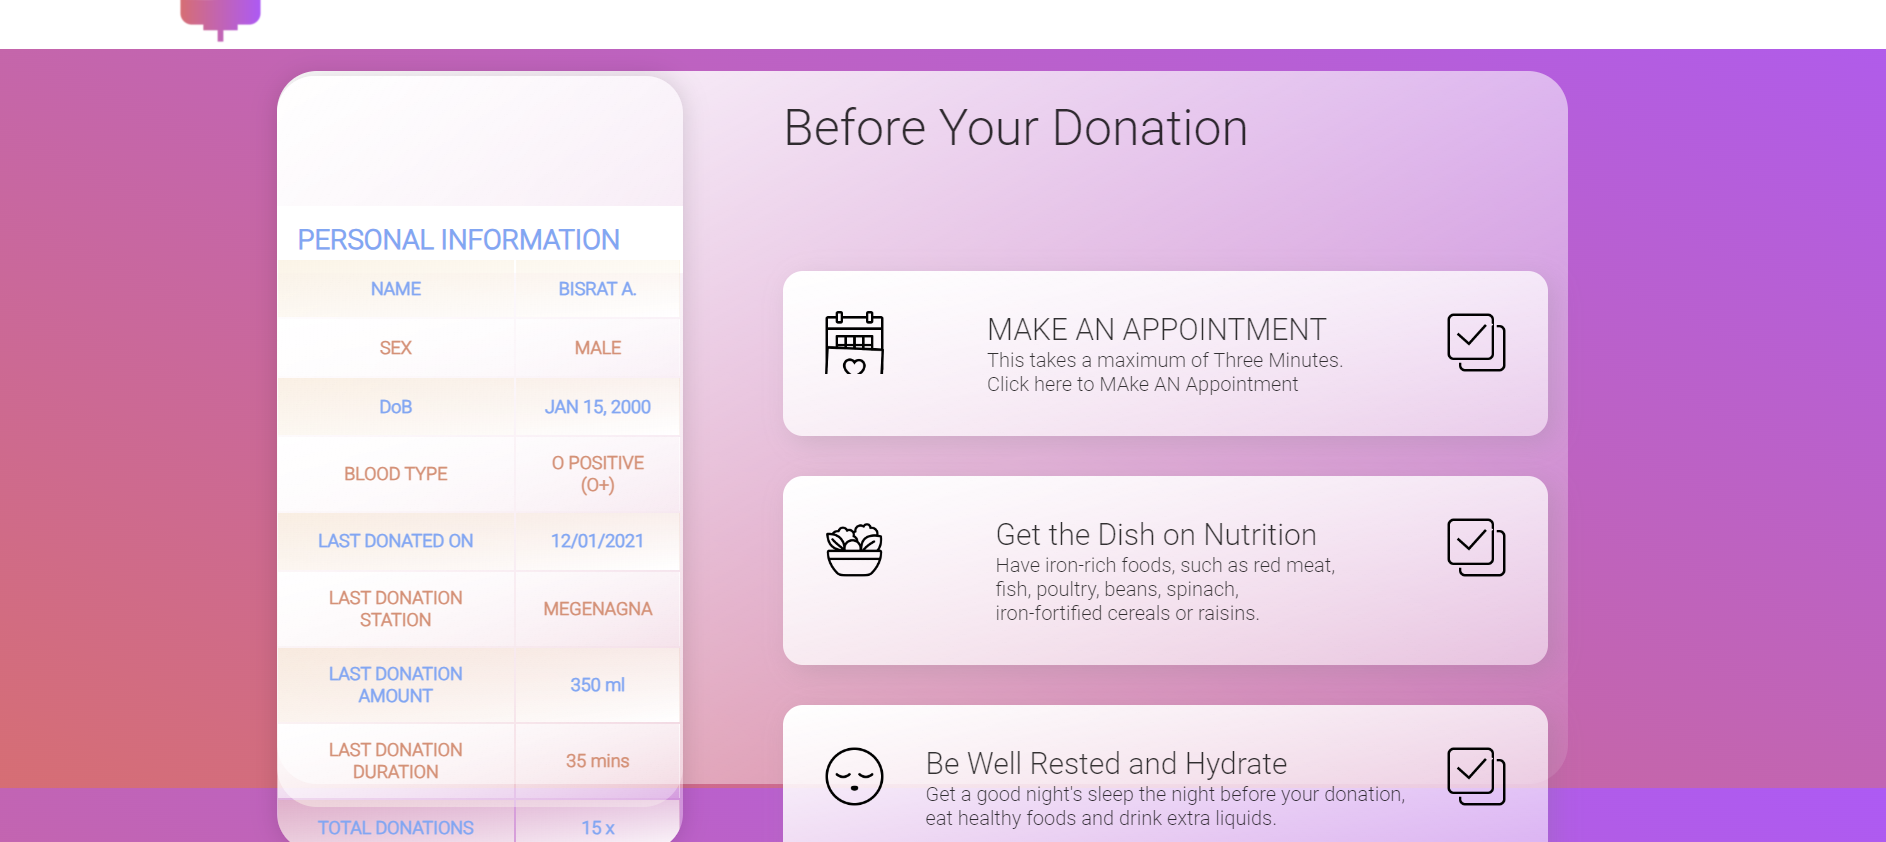 Before Your Donation
PERSONAL INFORMATION
NAME BISRAT A.
SEX MALE
DoB JAN 15, 2000
BLOOD TYPE O POSITIVE
(O+)
LAST DONATED ON 12/01/2021
LAST DONATION
STATION MEGENAGNA
LAST DONATION
AMOUNT 350 ml
LAST DONATION
DURATION 35 mins
TOTAL DONATIONS 15 x
MAKE AN APPOINTMENT
This takes a maximum of Three Minutes.
Click here to MAke AN Appointment
Get the Dish on Nutrition
Have iron-rich foods, such as red meat,
fish, poultry, beans, spinach,
iron-fortified cereals or raisins.
Be Well Rested and Hydrate
Get a good night's sleep the night before your donation,
eat healthy foods and drink extra liquids.